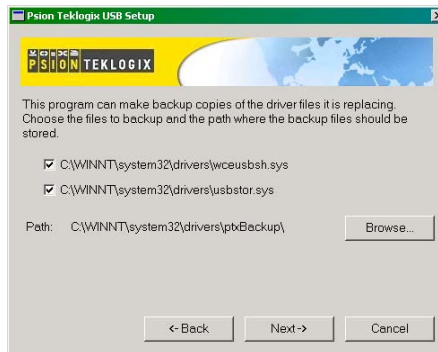 Psion Teklogix USB Setup
PSION TEKLOGIX
This program can make backup copies of the driver files it is replacing.
Choose the files to backup and the path where the backup files should be
stored.
C:\WINNT\system32\drivers\wceusbsh.sys
C:\WINNT\system32\drivers\usbstor.sys
Path: C:\WINNT\system32\drivers\ptxBackup\ Browse...
<- Back Next -> Cancel